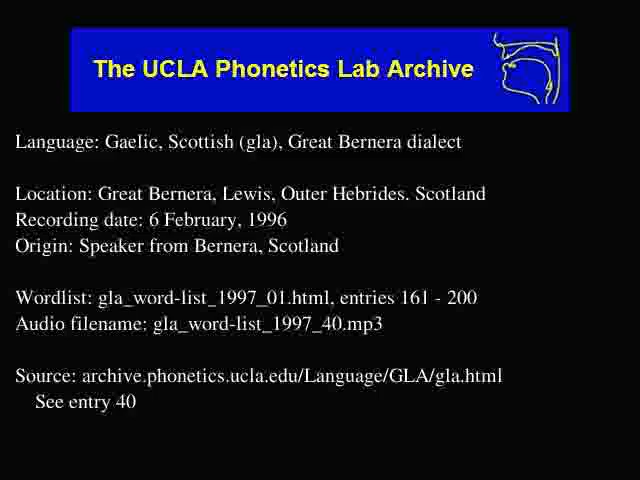 The UCLA Phonetics Lab Archive
Language: Gaelic, Scottish (gla), Great Bernera dialect
Location: Great Bernera, Lewis, Outer Hebrides. Scotland
Recording date: 6 February, 1996
Origin: Speaker from Bernera, Scotland
Wordlist: gla_word-list_1997_01.html, entries 161 - 200
Audio filename: gla_word-list_1997_40.mp3
Source: archive.phonetics.ucla.edu/Language/GLA/gla.html
See entry 40